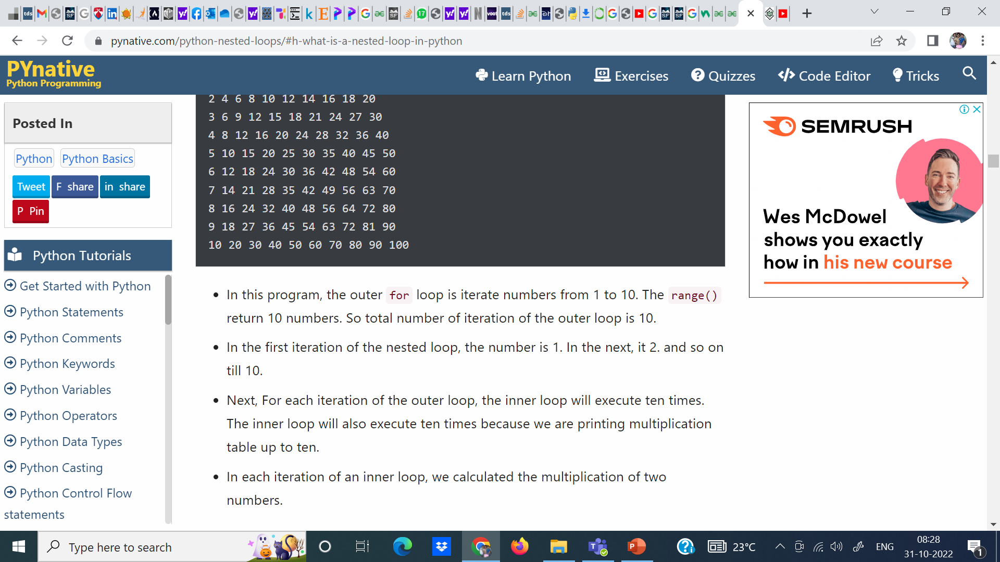 pynative.com/python-nested-loops/#h-what-is-a-nested-loop-in-python
PYnative
Python Programming
Learn Python
Exercises
Quizzes
Code Editor
Tricks
Posted In
Python
Python Basics
Tweet
F share
in share
P Pin
Python Tutorials
Get Started with Python
Python Statements
Python Comments
Python Keywords
Python Variables
Python Operators
Python Data Types
Python Casting
Python Control Flow
statements
2 4 6 8 10 12 14 16 18 20
3 6 9 12 15 18 21 24 27 30
4 8 12 16 20 24 28 32 36 40
5 10 15 20 25 30 35 40 45 50
6 12 18 24 30 36 42 48 54 60
7 14 21 28 35 42 49 56 63 70
8 16 24 32 40 48 56 64 72 80
9 18 27 36 45 54 63 72 81 90
10 20 30 40 50 60 70 80 90 100
In this program, the outer for loop is iterate numbers from 1 to 10. The range()
return 10 numbers. So total number of iteration of the outer loop is 10.
In the first iteration of the nested loop, the number is 1. In the next, it 2. and so on
till 10.
Next, For each iteration of the outer loop, the inner loop will execute ten times.
The inner loop will also execute ten times because we are printing multiplication
table up to ten.
In each iteration of an inner loop, we calculated the multiplication of two
numbers.
SEMRUSH
Wes McDowel
shows you exactly
how in his new course
Type here to search
23°C
ENG
08:28
31-10-2022
1